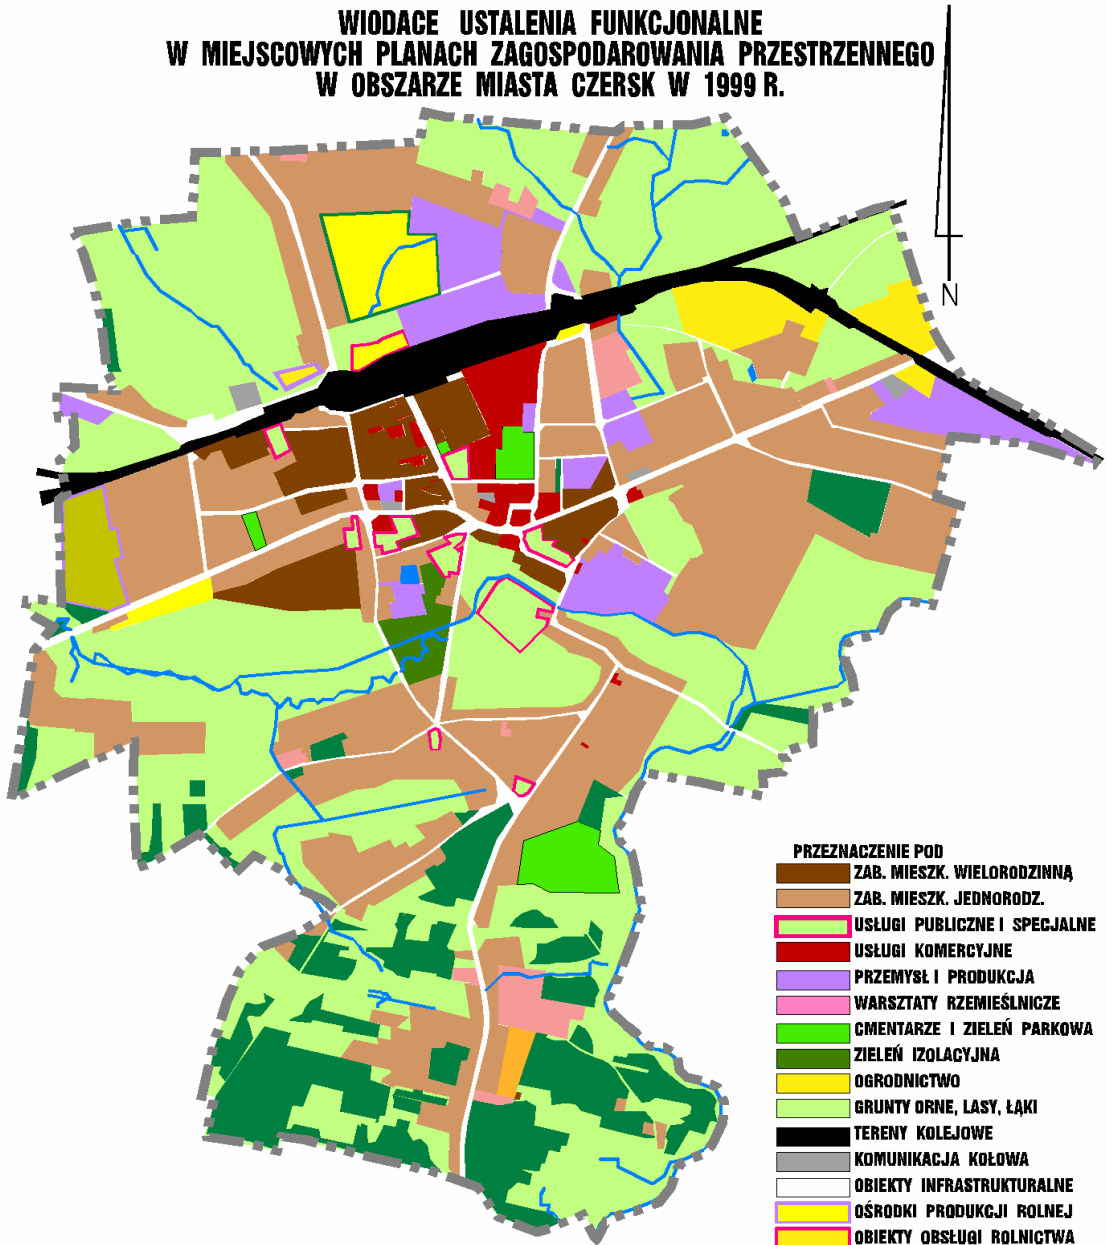 WIODACE USTALENIA FUNKCJONALNE
W MIEJSCOWYCH PLANACH ZAGOSPODAROWANIA PRZESTRZENNEGO
W OBSZARZE MIASTA CZERSK W 1999 R.
N
PRZEZNACZENIE POD
ZAB. MIESZK. WIELORODZINNĄ
ZAB. MIESZK. JEDNORODZ.
USŁUGI PUBLICZNE I SPECJALNE
USŁUGI KOMERCYJNE
PRZEMYSŁ I PRODUKCJA
WARSZTATY RZEMIEŚLNICZE
CMENTARZE I ZIELEŃ PARKOWA
ZIELEŃ IZOLACYJNA
OGRODNICTWO
GRUNTY ORNE, LASY, ŁĄKI
TERENY KOLEJOWE
KOMUNIKACJA KOŁOWA
OBIEKTY INFRASTRUKTURALNE
OŚRODKI PRODUKCJI ROLNEJ
OBIEKTY OBSŁUGI ROLNICTWA